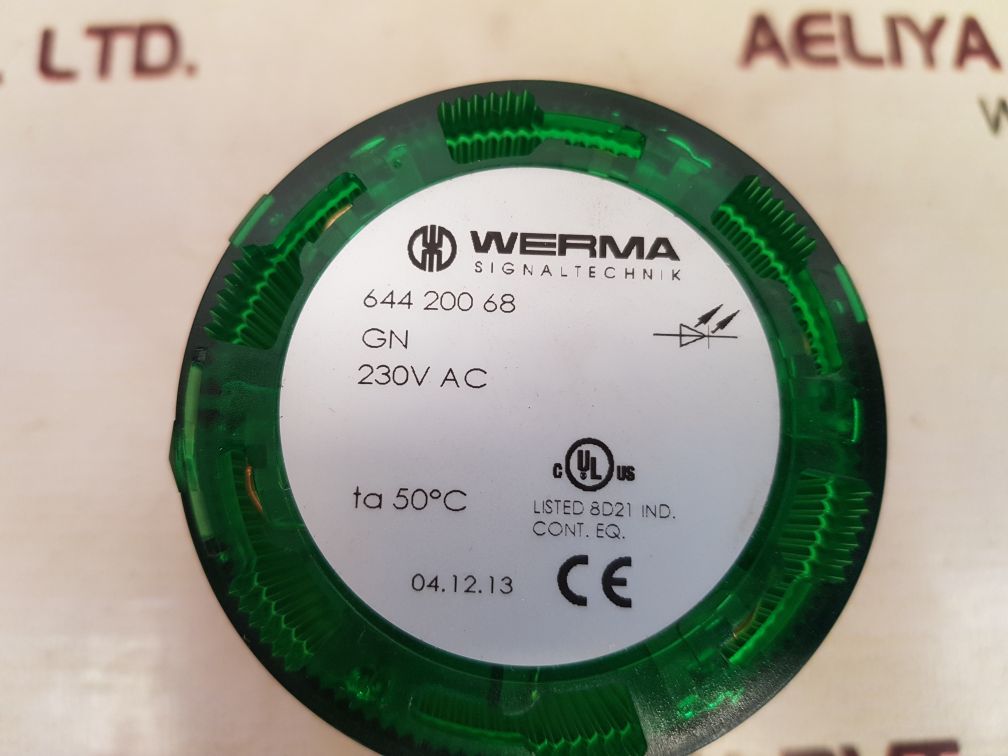 . LTD.
AELIYA
WERMA
SIGNALTECHNIK
644 200 68
GN
230V AC
C UL US
ta 50°C
LISTED 8D21 IND.
CONT. EQ.
04.12.13
CE